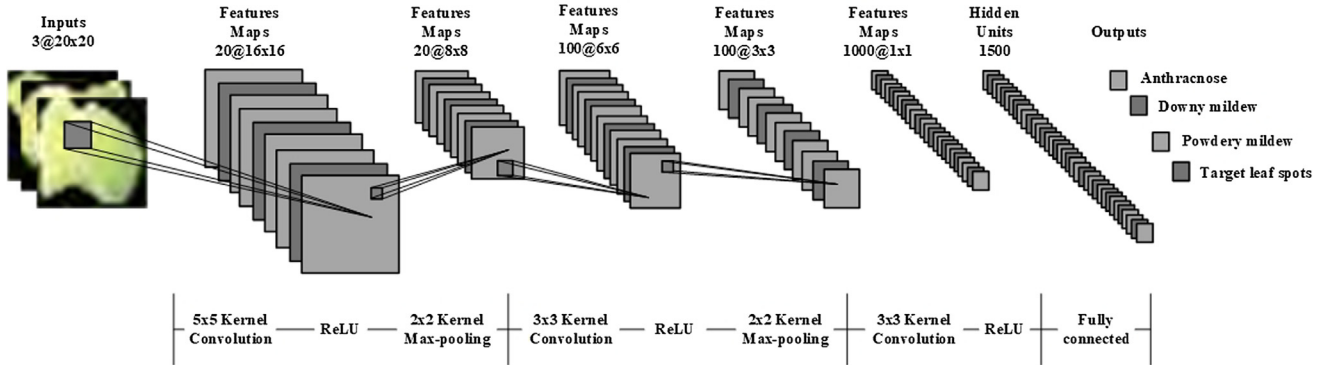 Inputs
3@20x20
Features
Maps
20@16x16
Features
Maps
20@8x8
Features
Maps
100@6x6
Features
Maps
100@3x3
Features
Maps
1000@1x1
Hidden
Units
1500
Outputs
Anthracnose
Downy mildew
Powdery mildew
Target leaf spots
5x5 Kernel
Convolution
ReLU
2x2 Kernel
Max-pooling
3x3 Kernel
Convolution
ReLU
2x2 Kernel
Max-pooling
3x3 Kernel
Convolution
ReLU
Fully
connected